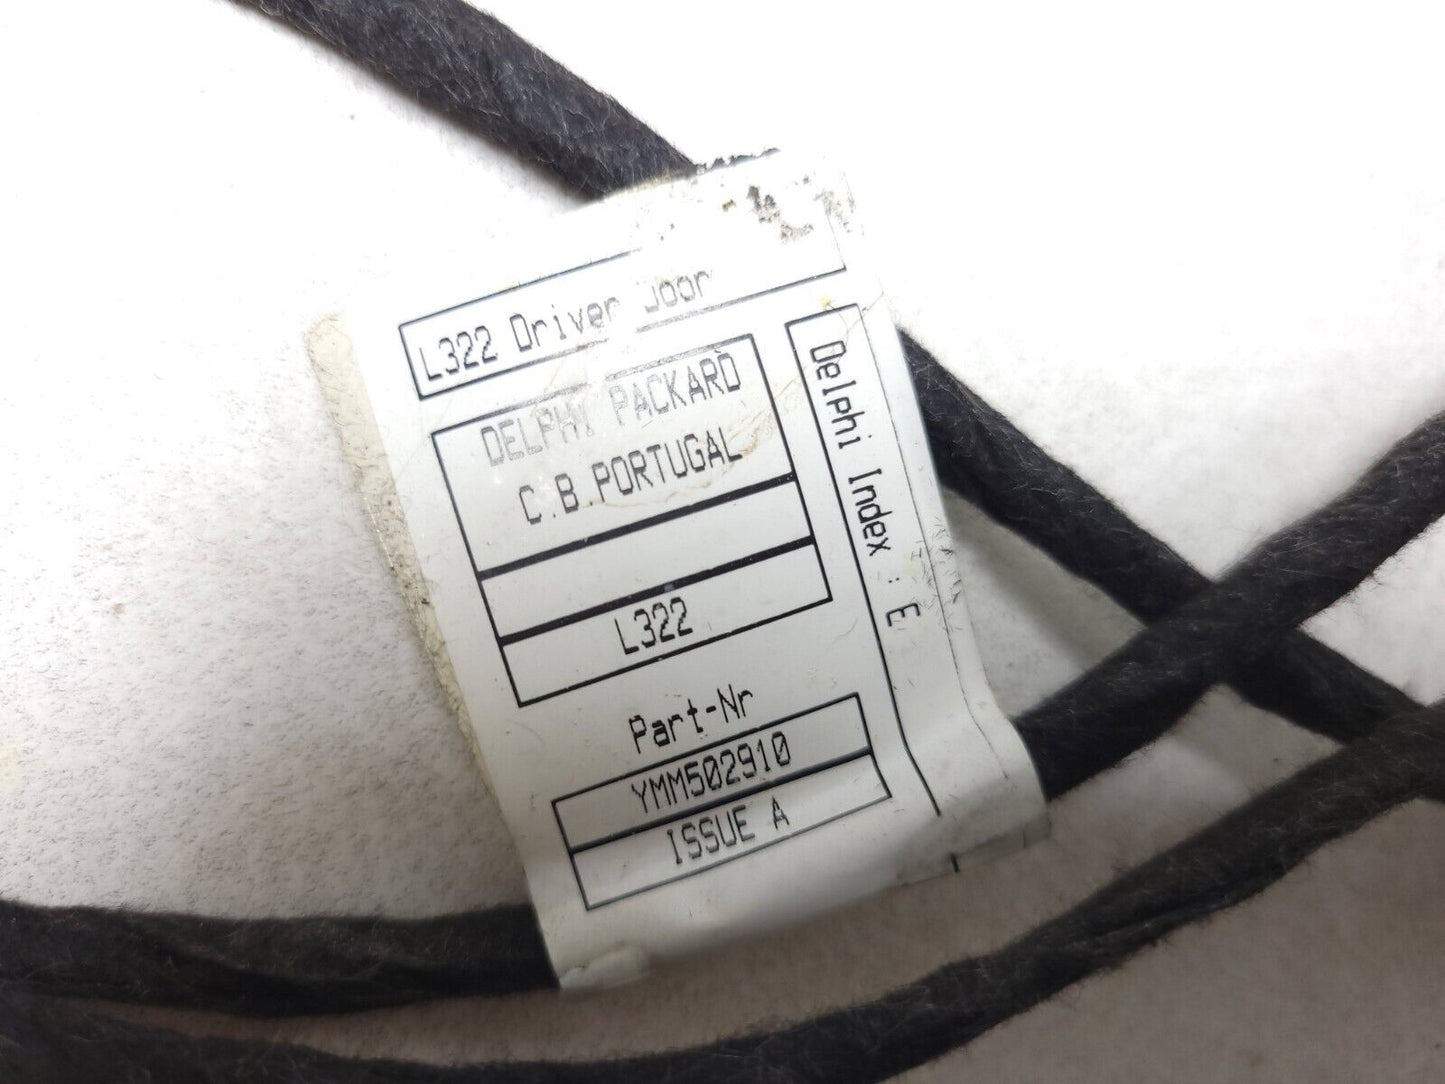 L322 Driver Door
DELPHI PACKARD
C.B.PORTUGAL
L322
Part-Nr
YMM502910
ISSUE A
Delphi Index : E